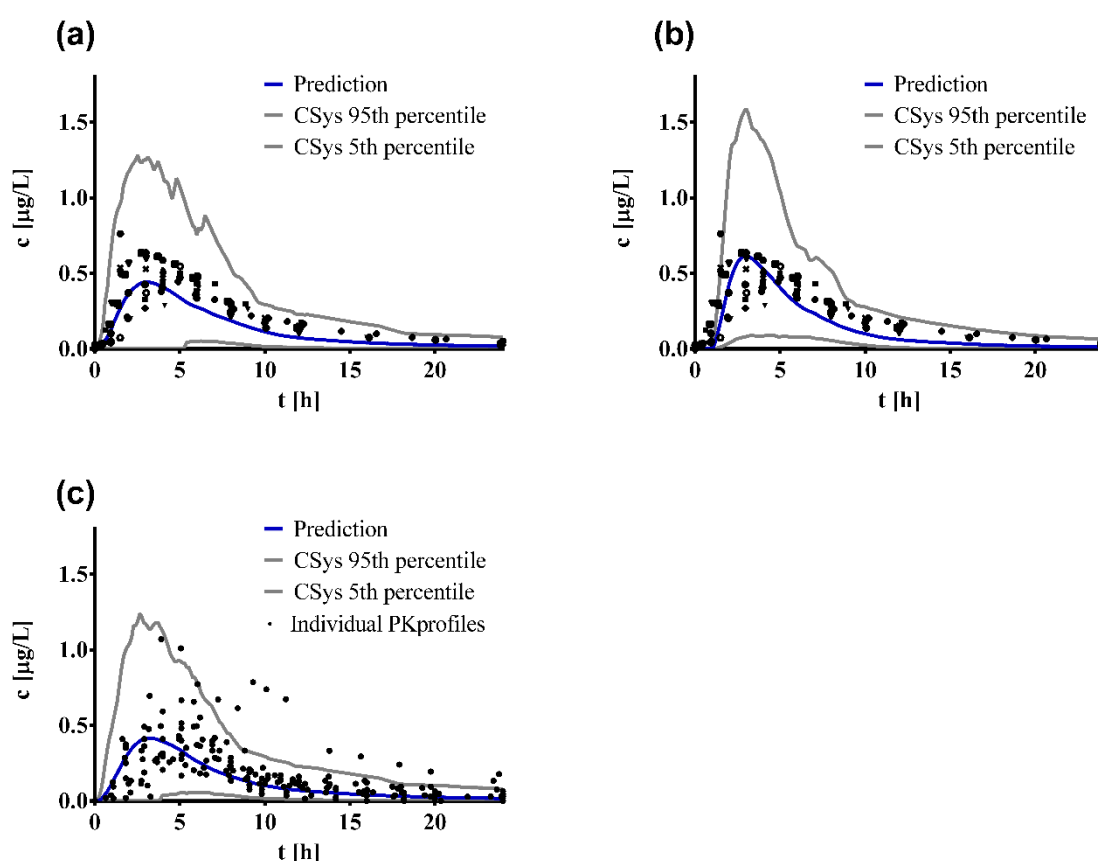 (a)
Prediction
CSys 95th percentile
CSys 5th percentile
1.5
1.0
0.5
0.0
c [µg/L]
0 5 10 15 20
t [h]
(b)
Prediction
CSys 95th percentile
CSys 5th percentile
1.5
1.0
0.5
0.0
c [µg/L]
0 5 10 15 20
t [h]
(c)
Prediction
CSys 95th percentile
CSys 5th percentile
Individual PKprofiles
1.5
1.0
0.5
0.0
c [µg/L]
0 5 10 15 20
t [h]